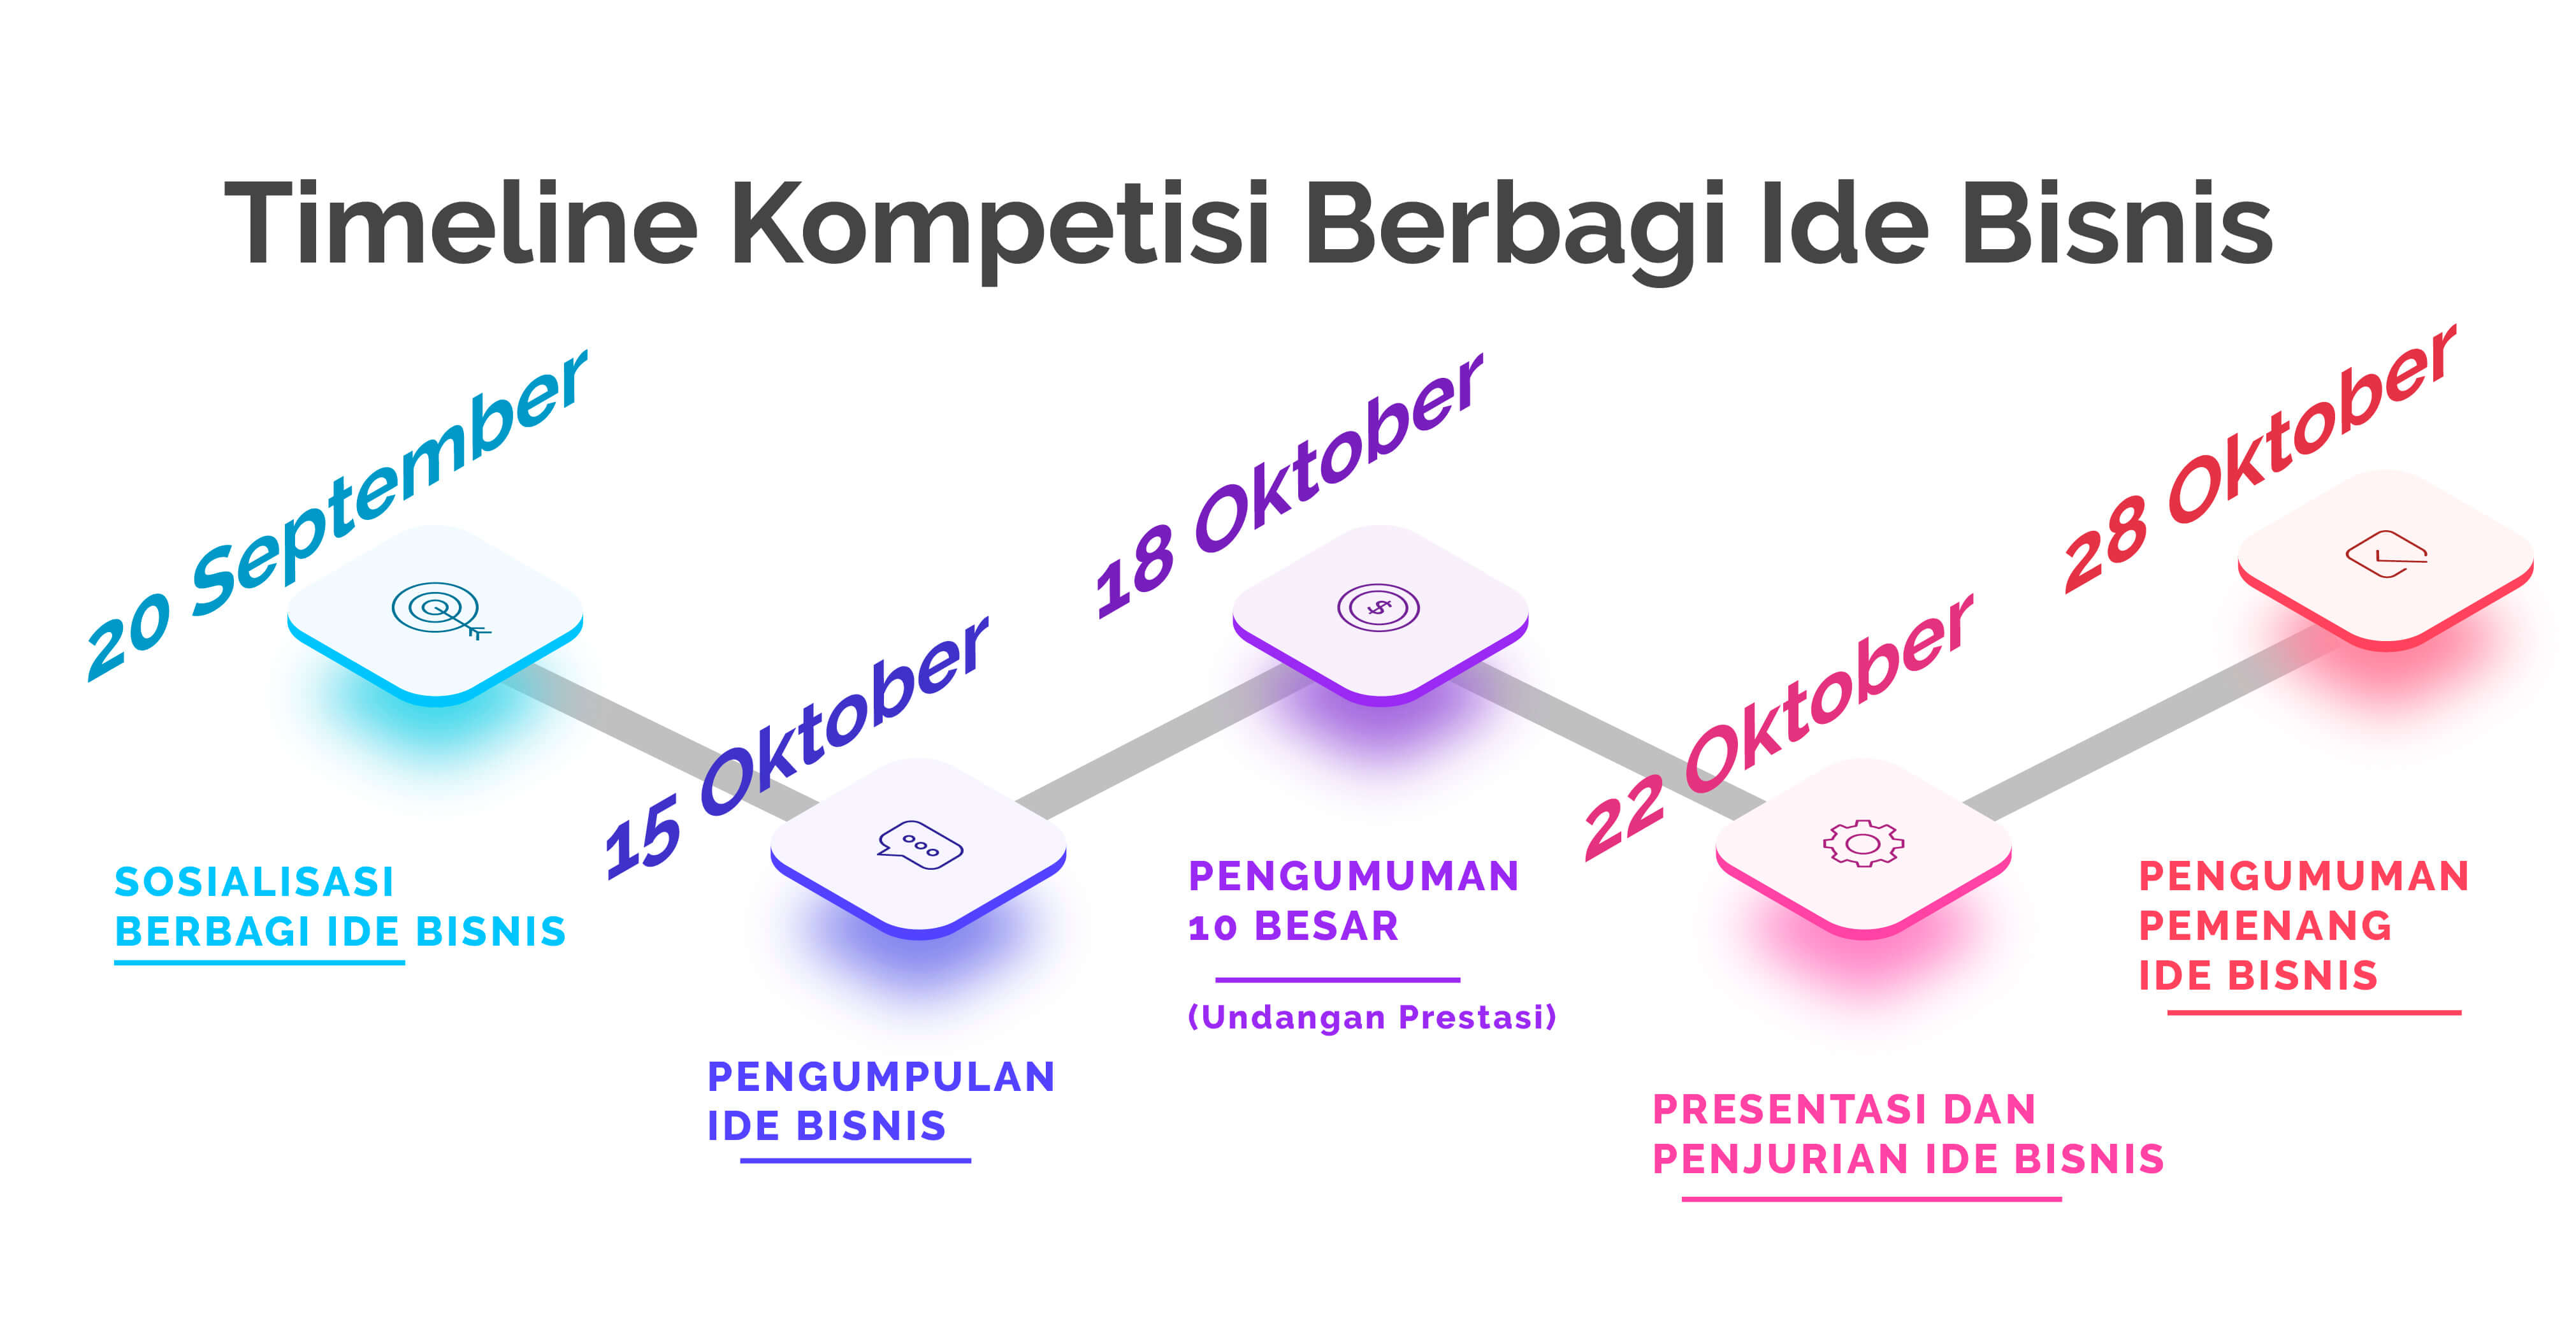 Timeline Kompetisi Berbagi Ide Bisnis
20 September
SOSIALISASI
BERBAGI IDE BISNIS
15 Oktober
PENGUMPULAN
IDE BISNIS
18 Oktober
PENGUMUMAN
10 BESAR
(Undangan Prestasi)
22 Oktober
PRESENTASI DAN
PENJURIAN IDE BISNIS
28 Oktober
PENGUMUMAN
PEMENANG
IDE BISNIS